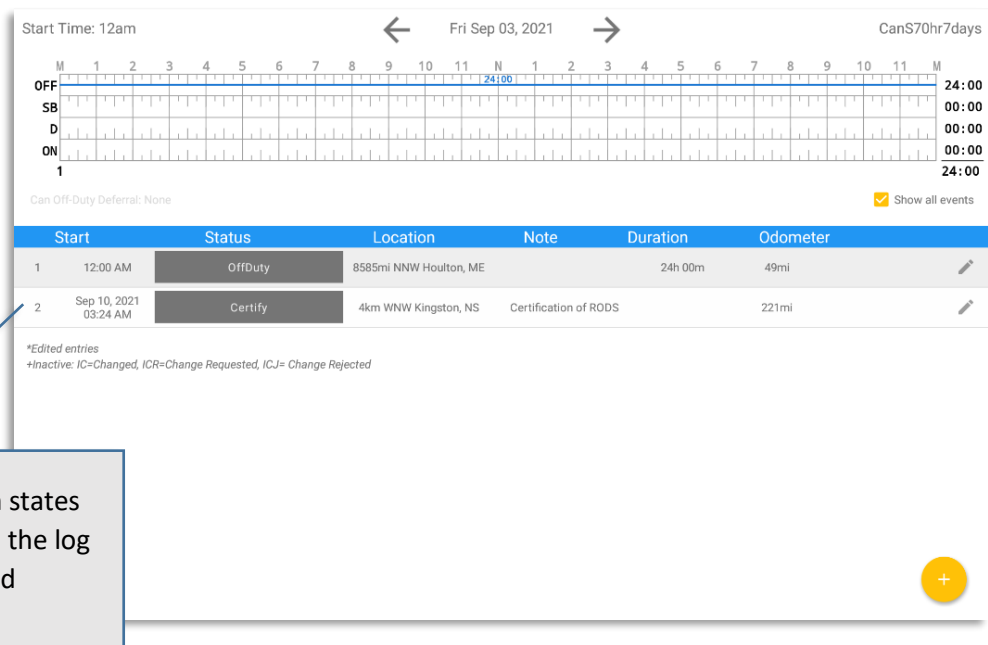 Start Time: 12am Fri Sep 03, 2021 CanS70hr7days
M 1 2 3 4 5 6 7 8 9 10 11 N 1 2 3 4 5 6 7 8 9 10 11 M
24:00
OFF 24:00
SB 00:00
D 00:00
ON 00:00
1 24:00
Can Off-Duty Deferral: None Show all events
Start Status Location Note Duration Odometer
1 12:00 AM OffDuty 8585mi NNW Houlton, ME 24h 00m 49mi
2 Sep 10, 2021 03:24 AM Certify 4km WNW Kingston, NS Certification of RODS 221mi
*Edited entries
+Inactive: IC=Changed, ICR=Change Requested, ICJ= Change Rejected
states
the log
+